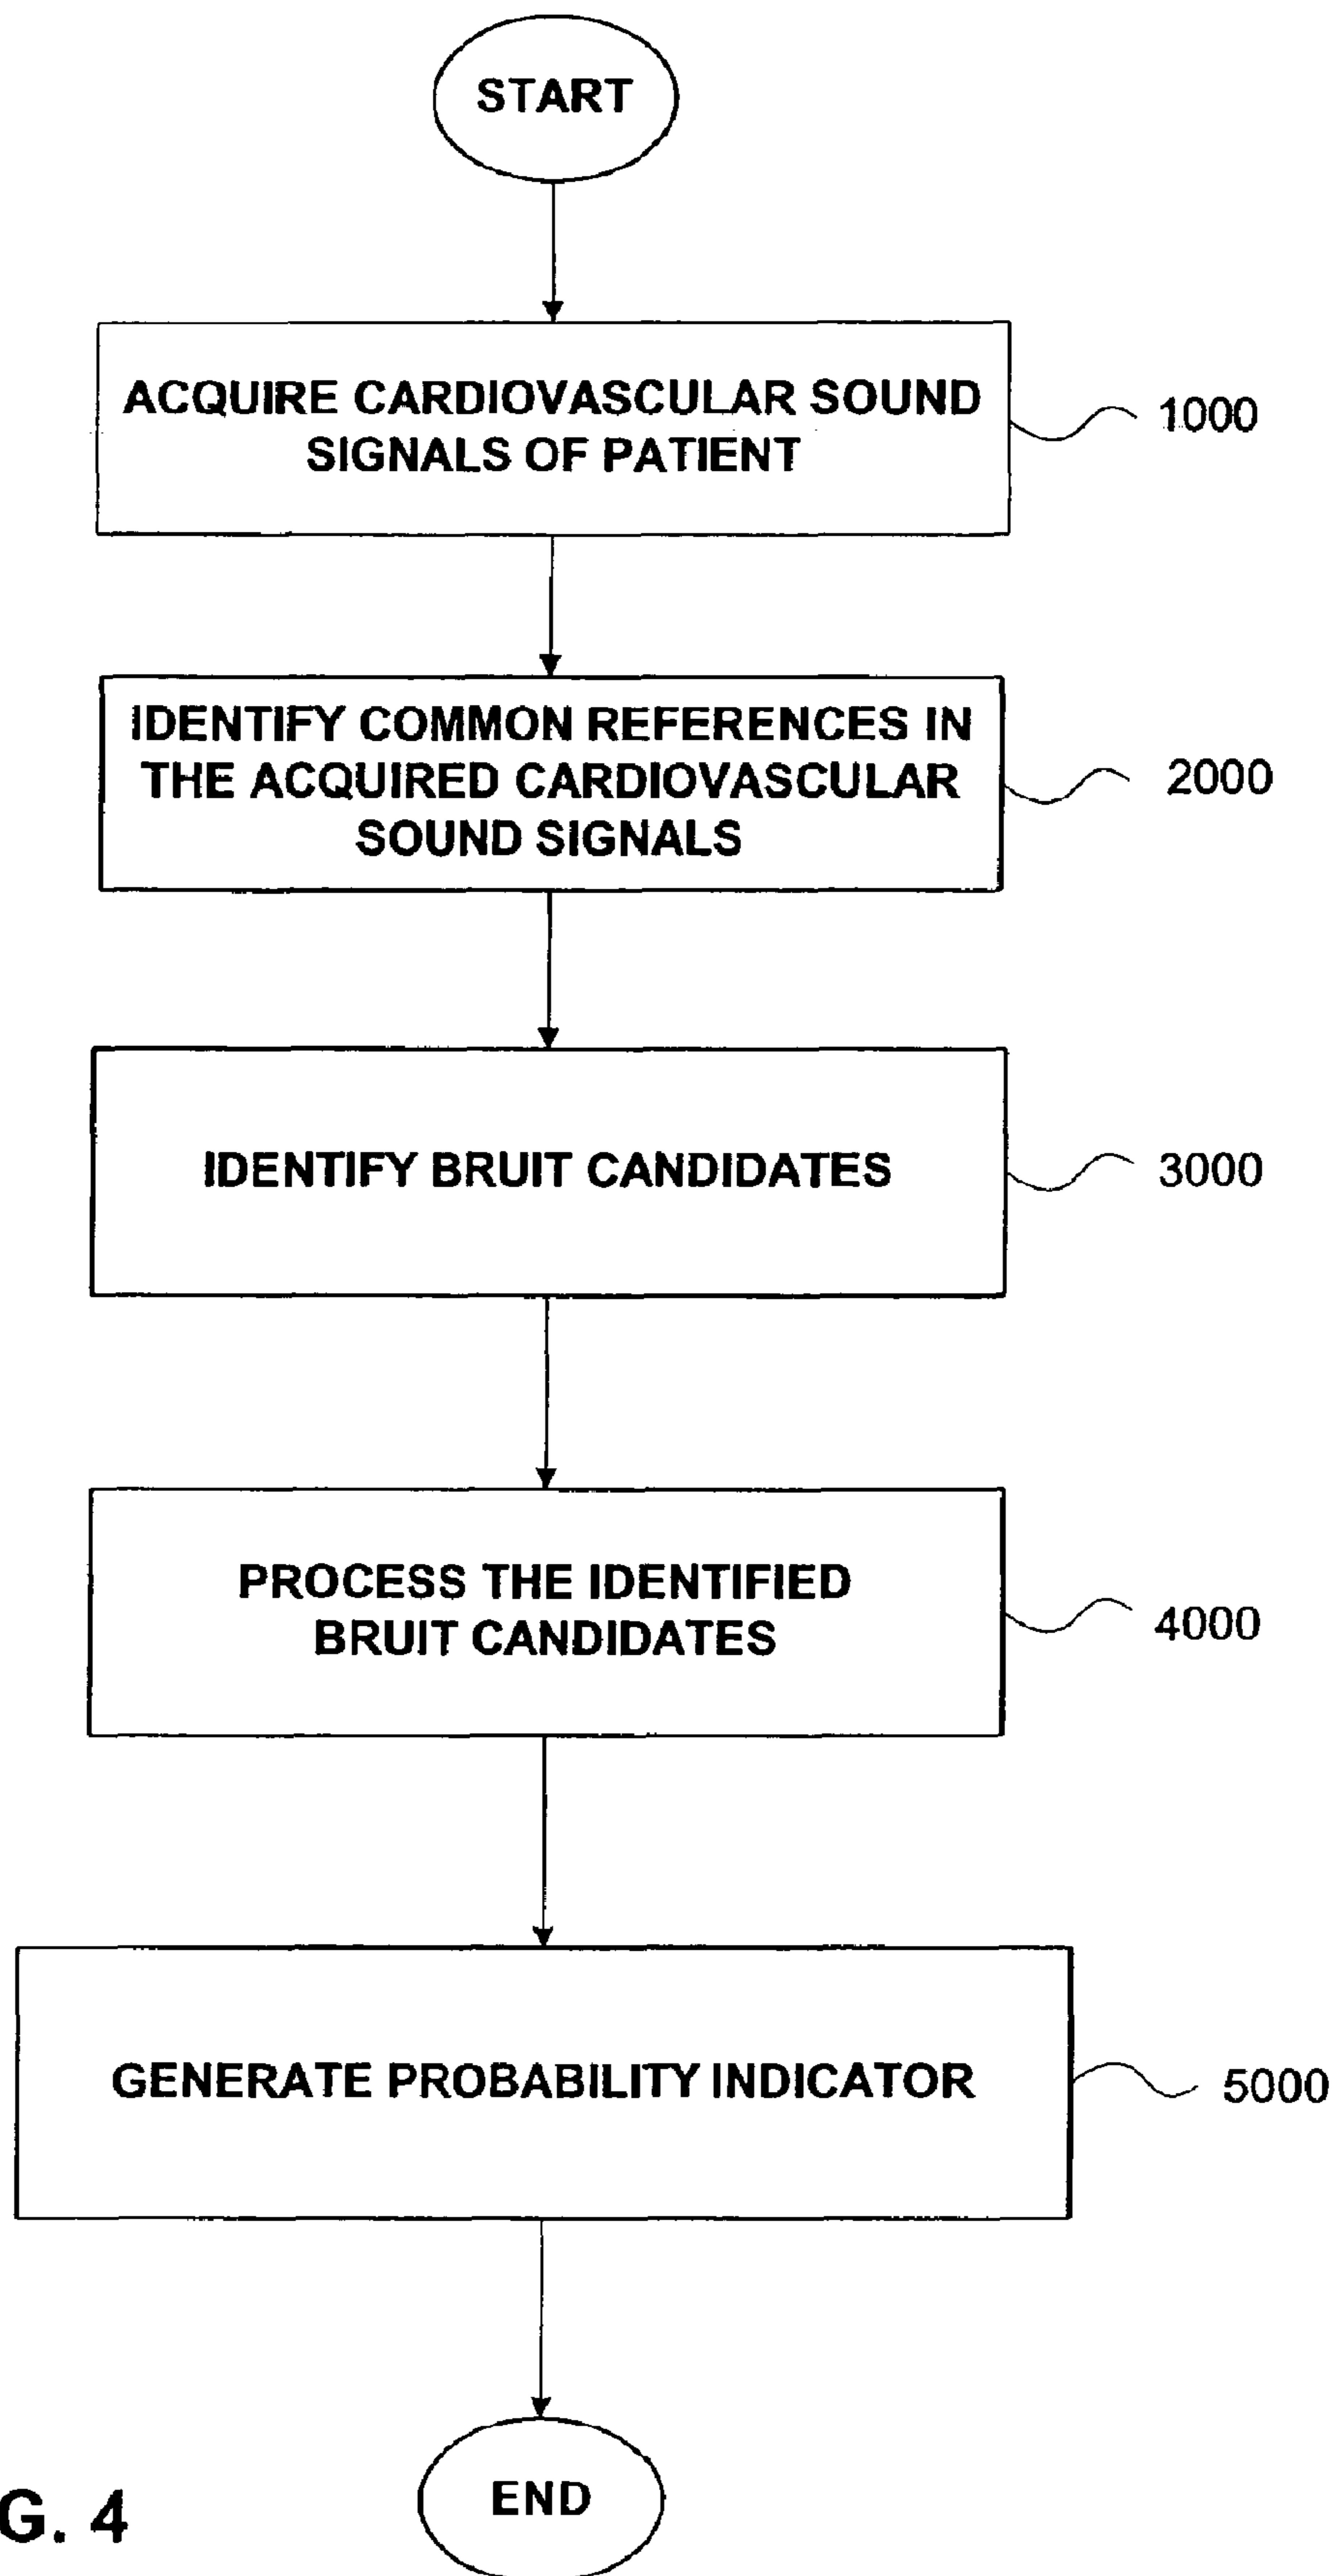 START
ACQUIRE CARDIOVASCULAR SOUND
SIGNALS OF PATIENT
1000
IDENTIFY COMMON REFERENCES IN
THE ACQUIRED CARDIOVASCULAR
SOUND SIGNALS
2000
IDENTIFY BRUIT CANDIDATES
3000
PROCESS THE IDENTIFIED
BRUIT CANDIDATES
4000
GENERATE PROBABILITY INDICATOR
5000
END
G. 4